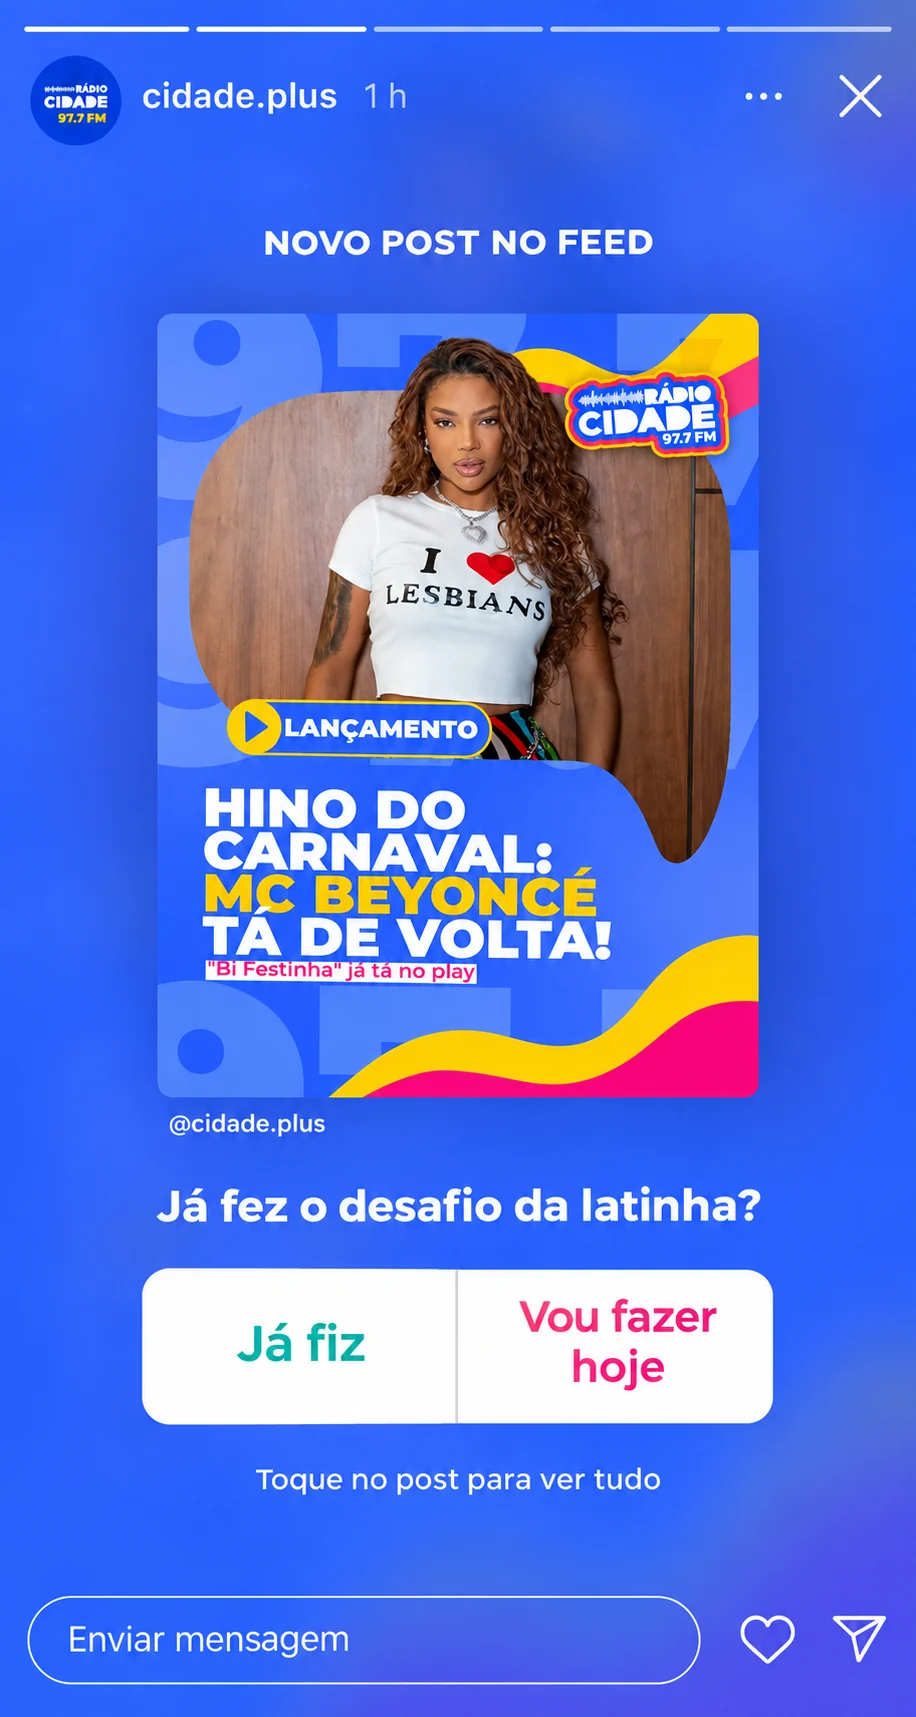 RÁDIO
CIDADE
97.7 FM
cidade.plus 1 h
NOVO POST NO FEED
97.7
RÁDIO
CIDADE
97.7 FM
I ❤️
LESBIANS
LANÇAMENTO
HINO DO
CARNAVAL:
MC BEYONCÉ
TÁ DE VOLTA!
"Bi Festinha" já tá no play
@cidade.plus
Já fez o desafio da latinha?
Já fiz
Vou fazer
hoje
Toque no post para ver tudo
Enviar mensagem